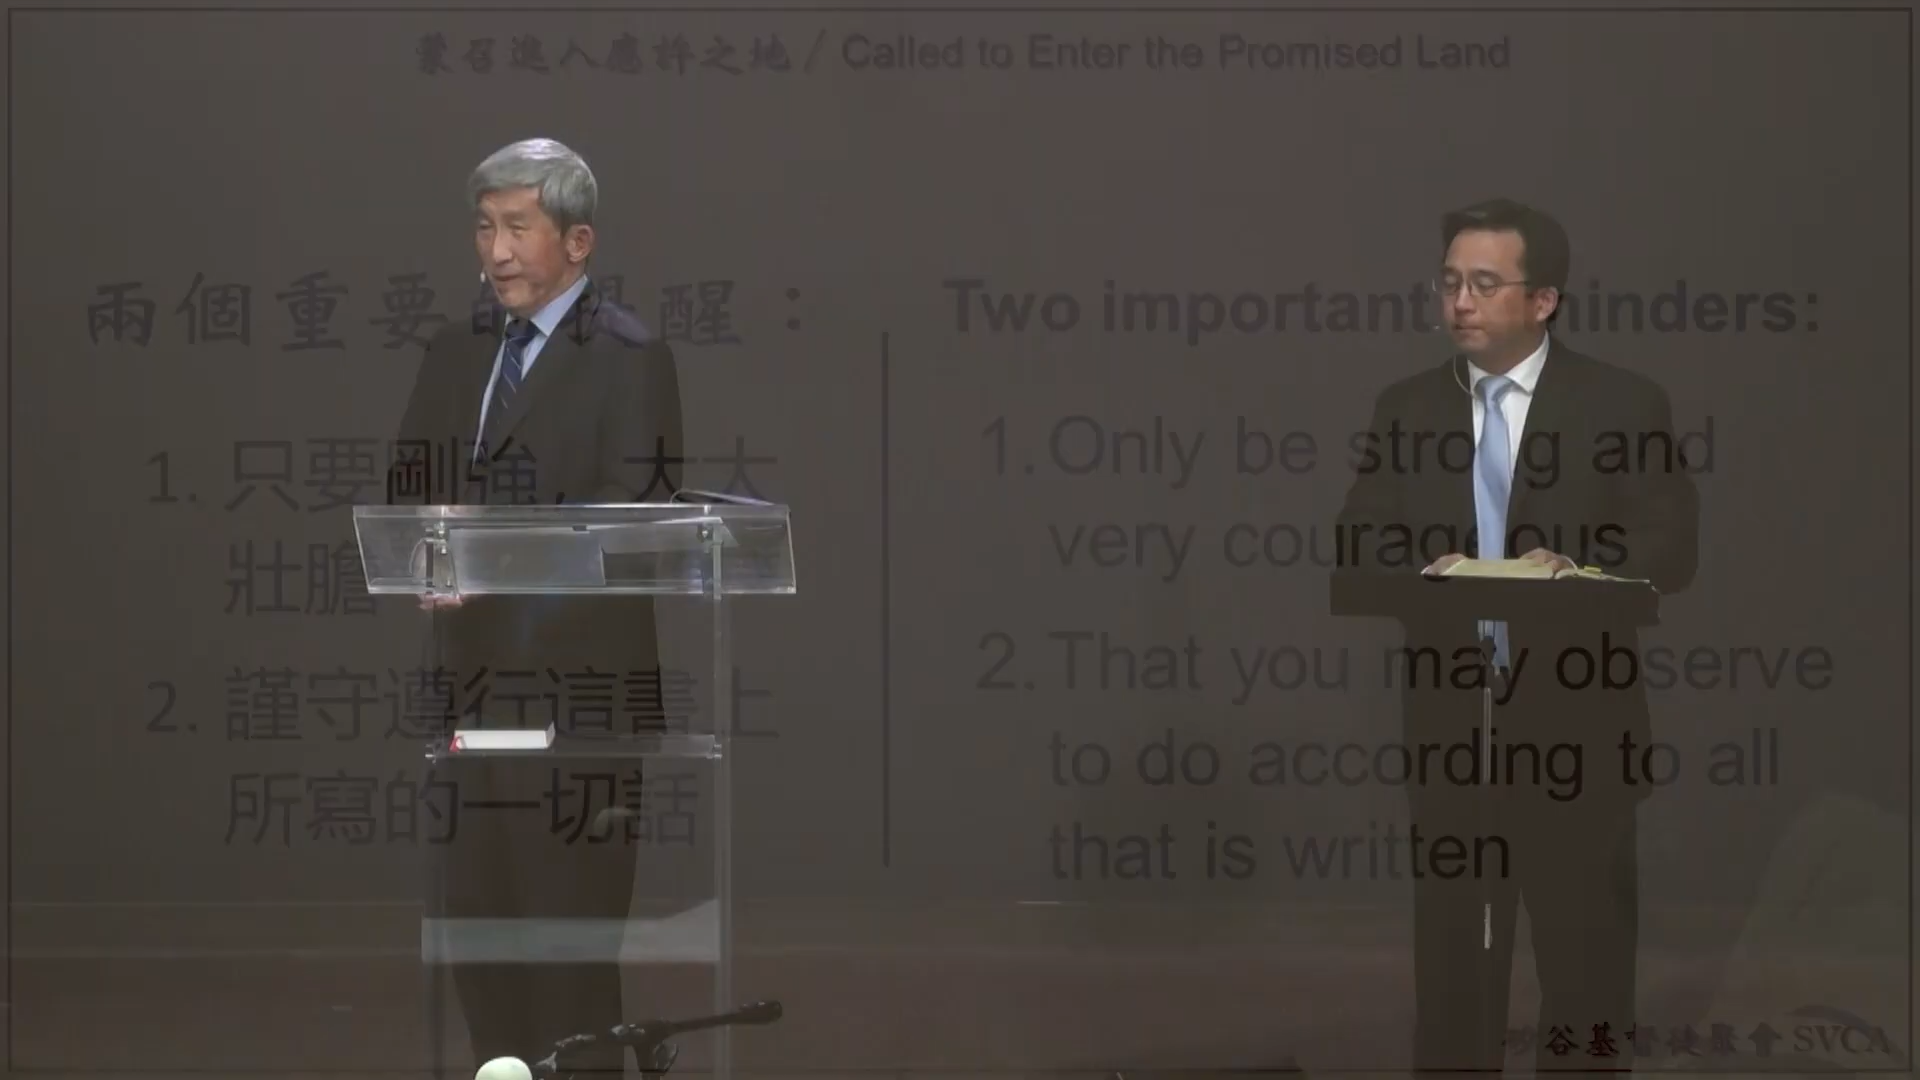 蒙召進入應許之地 / Called to Enter the Promised Land
兩個重要的提醒：
1. 只要剛強，大大
壯膽
2. 謹守遵行這書上
所寫的一切話
Two important reminders:
1. Only be strong and
very courageous
2. That you may observe
to do according to all
that is written
矽谷基督徒聚會 SVCA